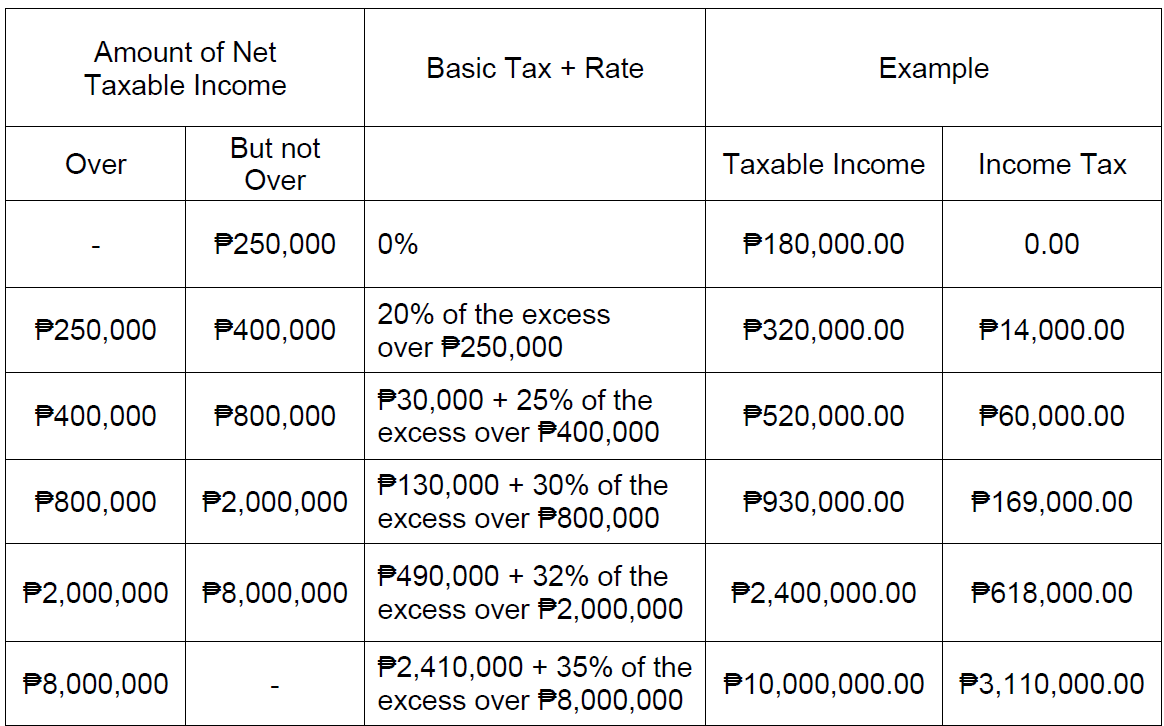 Amount of Net
Taxable Income
Basic Tax + Rate
Example
Over
But not
Over
Taxable Income
Income Tax
-
₱250,000
0%
₱180,000.00
0.00
₱250,000
₱400,000
20% of the excess
over ₱250,000
₱320,000.00
₱14,000.00
₱400,000
₱800,000
₱30,000 + 25% of the
excess over ₱400,000
₱520,000.00
₱60,000.00
₱800,000
₱2,000,000
₱130,000 + 30% of the
excess over ₱800,000
₱930,000.00
₱169,000.00
₱2,000,000
₱8,000,000
₱490,000 + 32% of the
excess over ₱2,000,000
₱2,400,000.00
₱618,000.00
₱8,000,000
-
₱2,410,000 + 35% of the
excess over ₱8,000,000
₱10,000,000.00
₱3,110,000.00